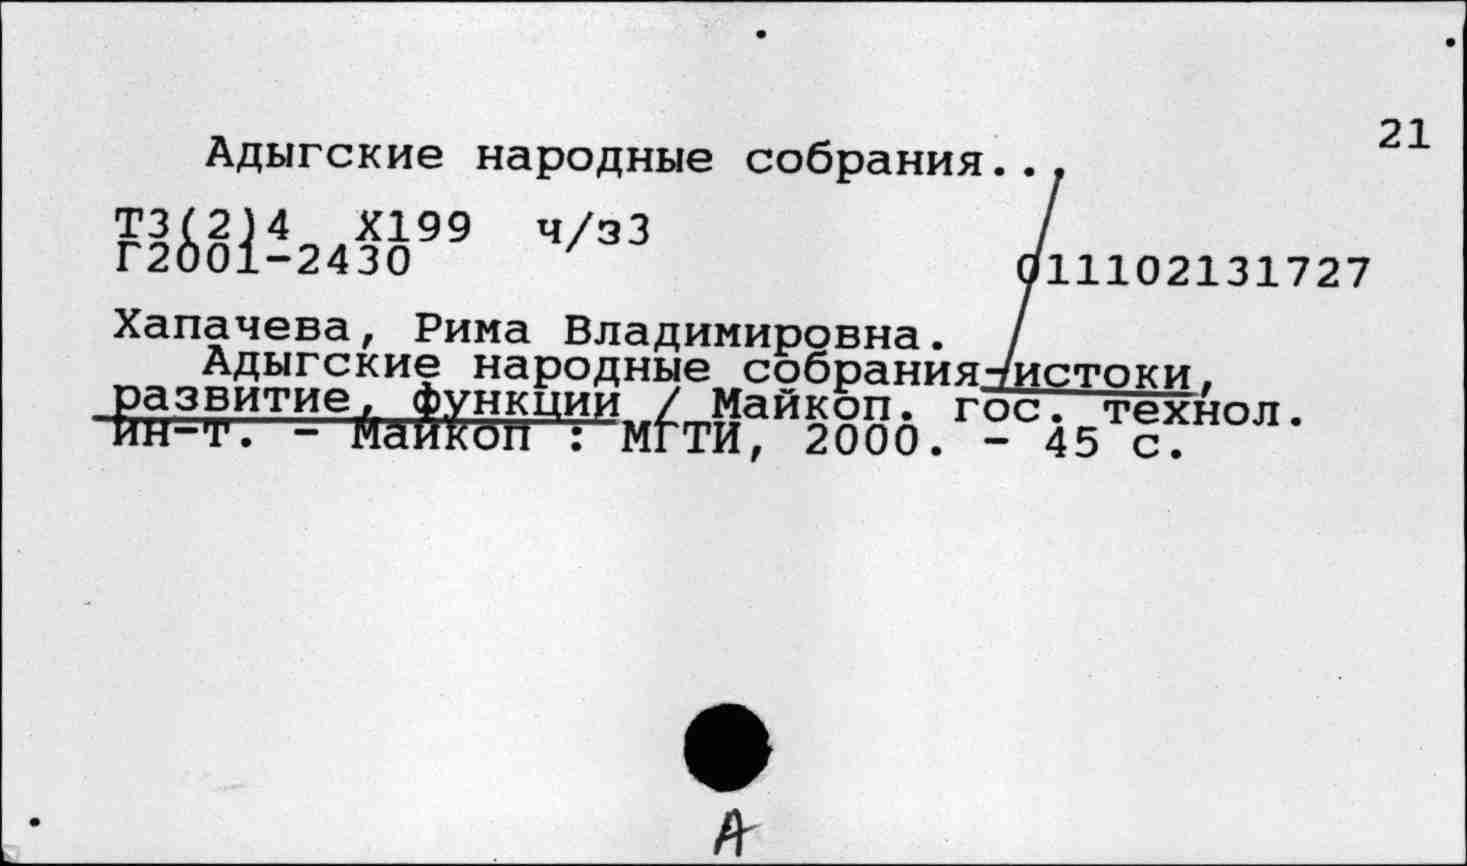 21
Адыгские народные собрания...
Т3(2)4 Х199 ч/з3
Г2001-2430
011102131727
Хапачева, Рима Владимировна.
Адыгские народные собрания-истоки,
развитие, функции / Майкоп. гос. технол.
ин-т. - Майкоп : МГТИ, 2000. - 45 с.
А